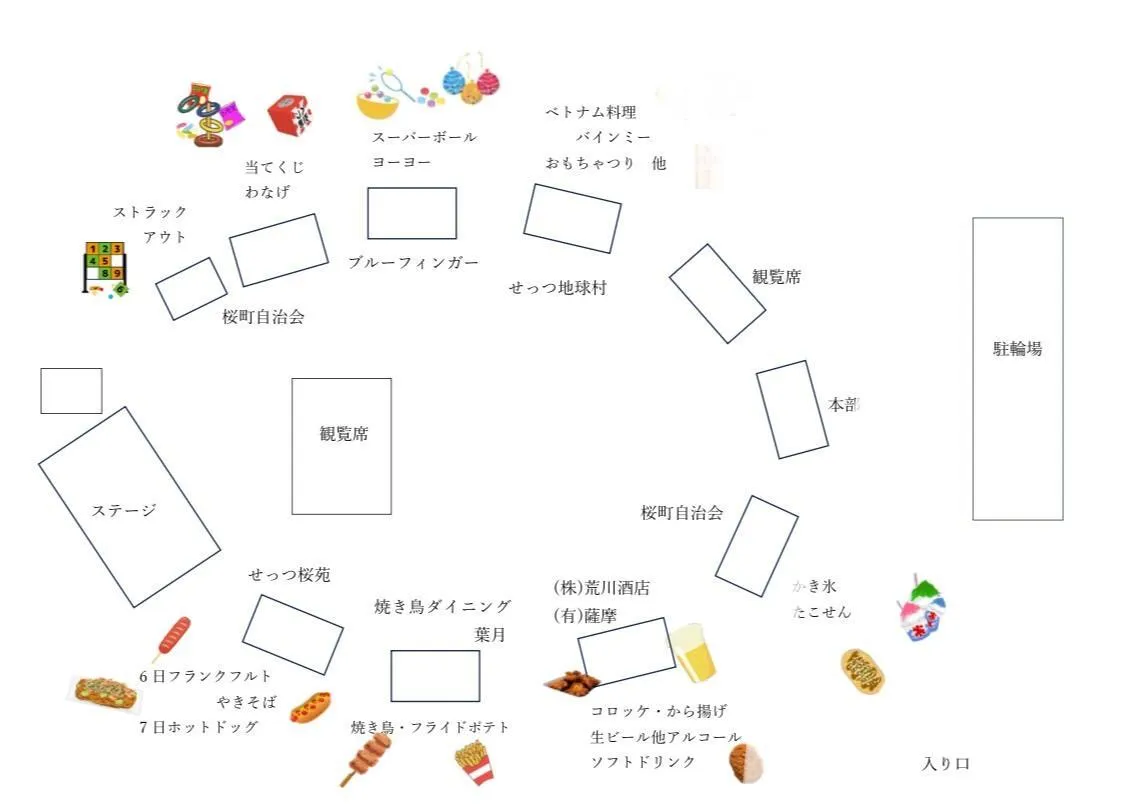 スーパーボール
ヨーヨー
ベトナム料理
バインミー
おもちゃつり 他
当てくじ
わなげ
ストラック
アウト
1 2 3
4 5
8 9
6
ブルーフィンガー
せっつ地球村
観覧席
桜町自治会
駐輪場
本部
観覧席
ステージ
桜町自治会
せっつ桜苑
焼き鳥ダイニング
葉月
(株)荒川酒店
(有)薩摩
かき氷
たこせん
6日フランクフルト
やきそば
7日ホットドッグ
焼き鳥・フライドポテト
コロッケ・から揚げ
生ビール他アルコール
ソフトドリンク
入り口